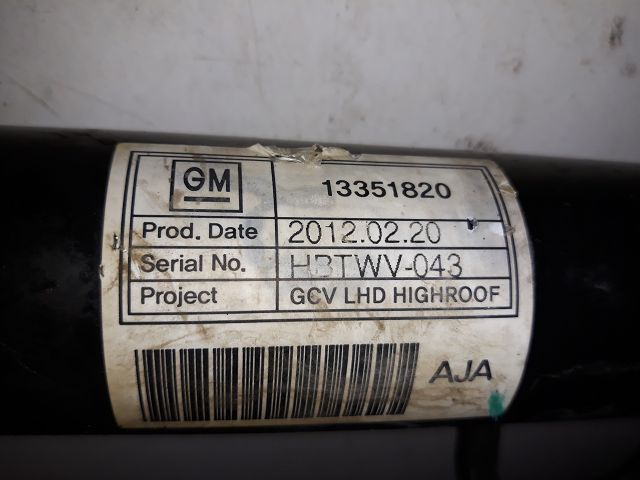 GM 13351820
Prod. Date 2012.02.20
Serial No. HBTWV-043
Project GCV LHD HIGHROOF
AJA